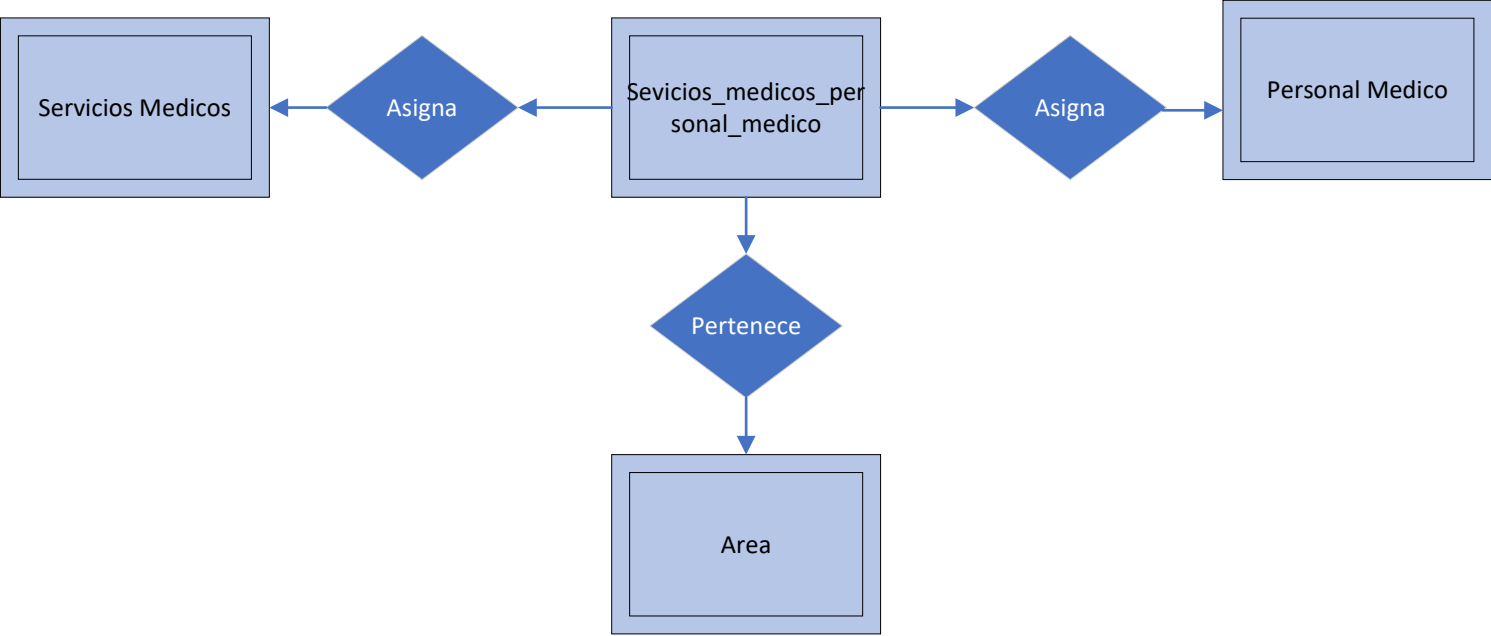 Servicios Medicos
Asigna
Sevicios_medicos_per
sonal_medico
Asigna
Personal Medico
Pertenece
Area